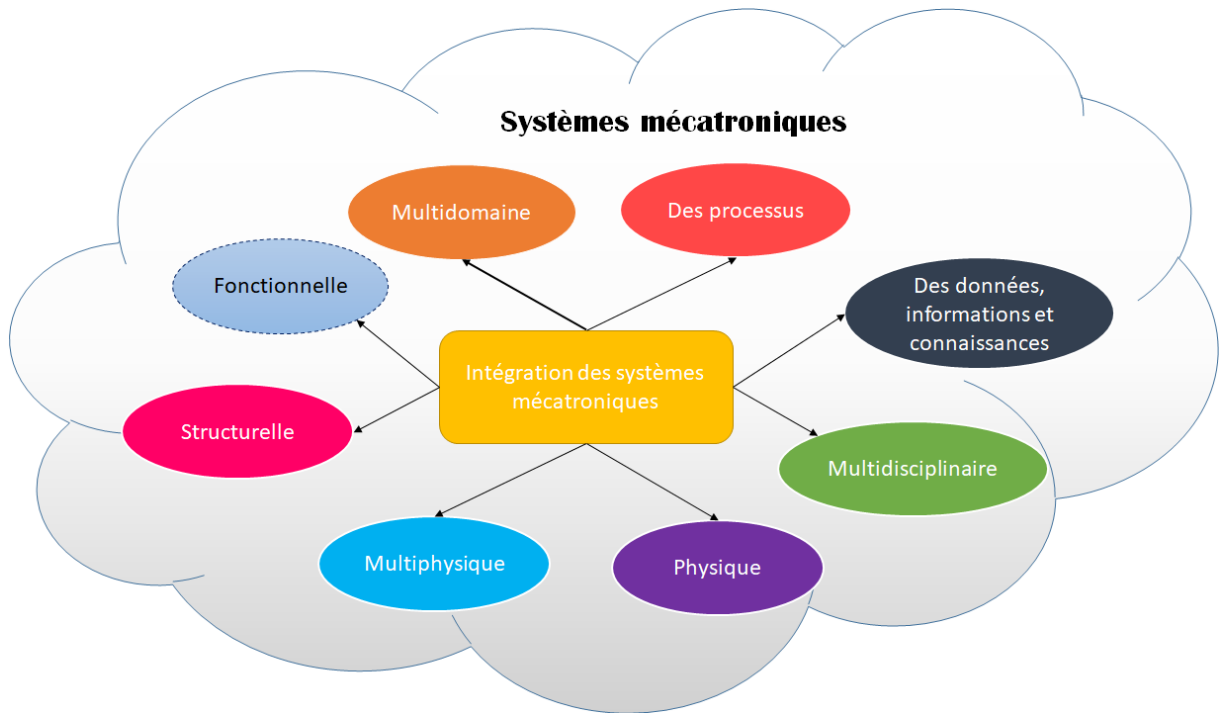 Systèmes mécatroniques
Multidomaine
Des processus
Fonctionnelle
Des données,
informations et
connaissances
Intégration des systèmes
mécatroniques
Structurelle
Multidisciplinaire
Multiphysique
Physique